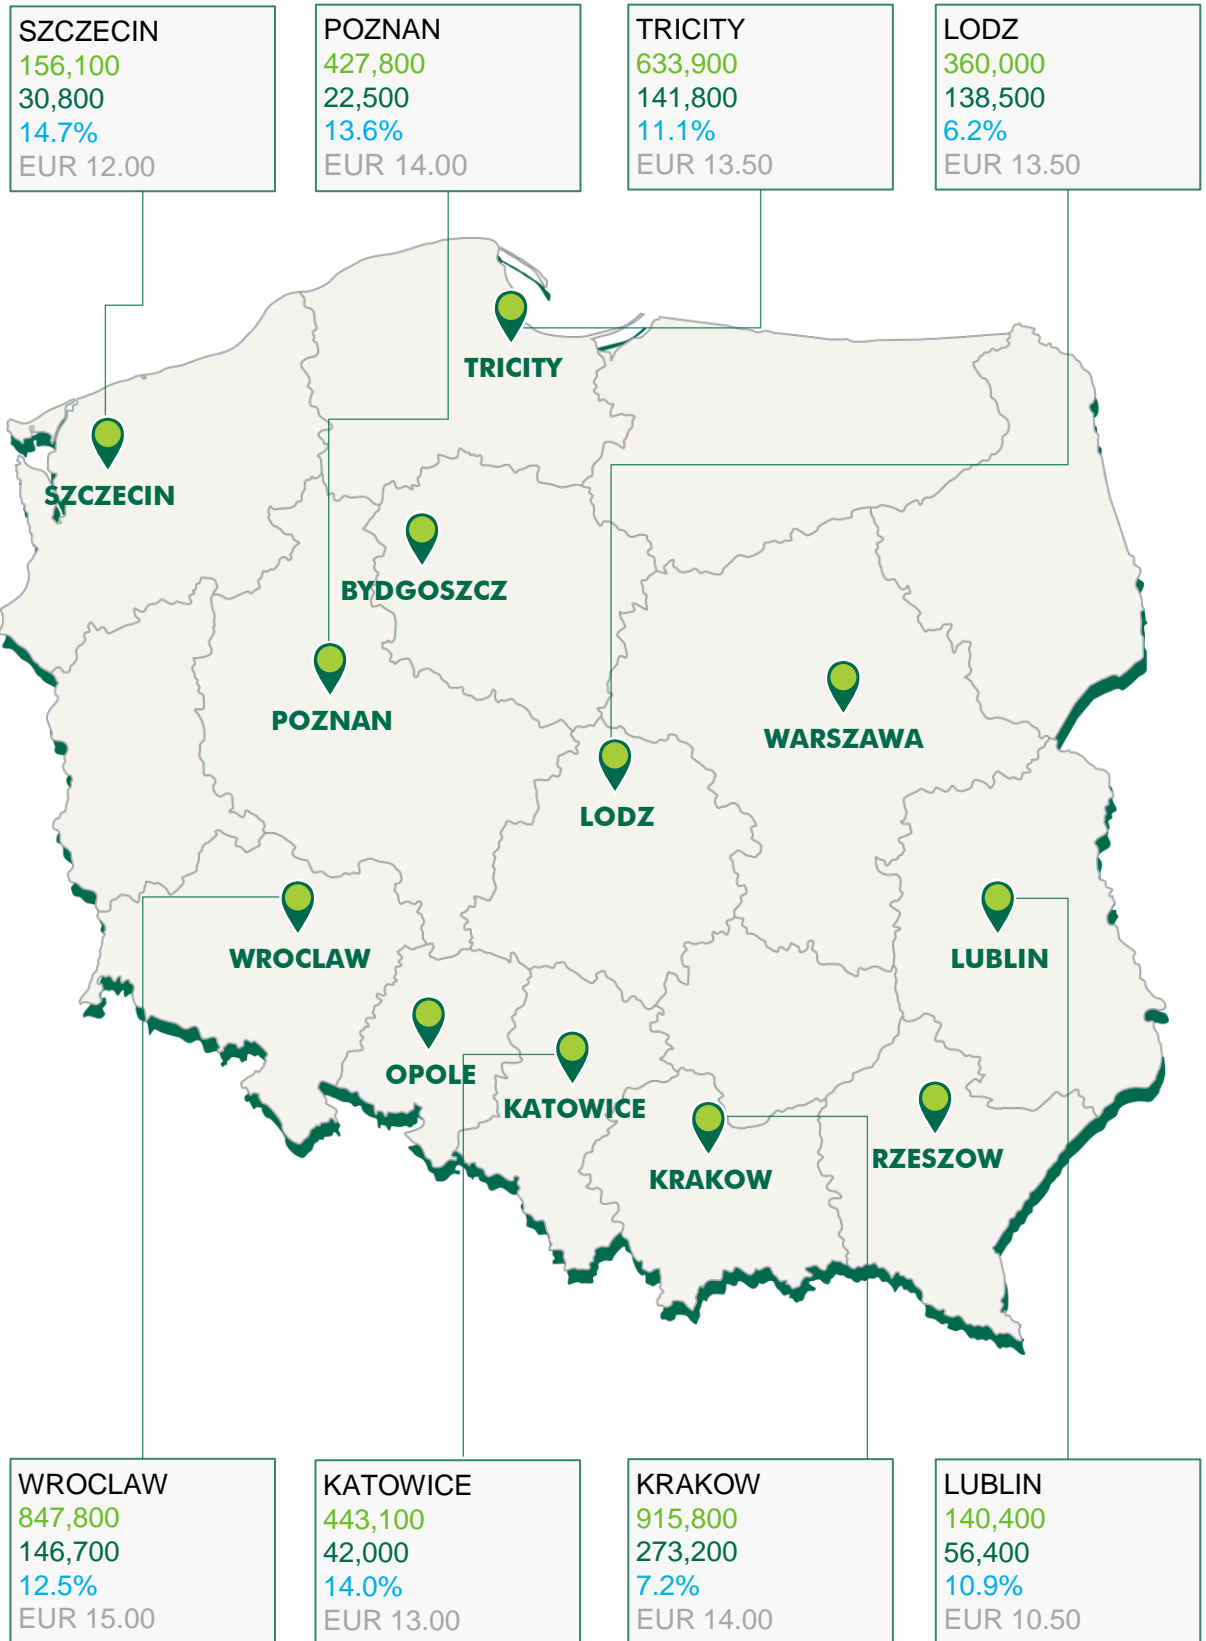 SZCZECIN
156,100
30,800
14.7%
EUR 12.00
POZNAN
427,800
22,500
13.6%
EUR 14.00
TRICITY
633,900
141,800
11.1%
EUR 13.50
LODZ
360,000
138,500
6.2%
EUR 13.50
TRICITY
SZCZECIN
BYDGOSZCZ
POZNAN
WARSZAWA
LODZ
WROCLAW
LUBLIN
OPOLE
KATOWICE
KRAKOW
RZESZOW
WROCLAW
847,800
146,700
12.5%
EUR 15.00
KATOWICE
443,100
42,000
14.0%
EUR 13.00
KRAKOW
915,800
273,200
7.2%
EUR 14.00
LUBLIN
140,400
56,400
10.9%
EUR 10.50